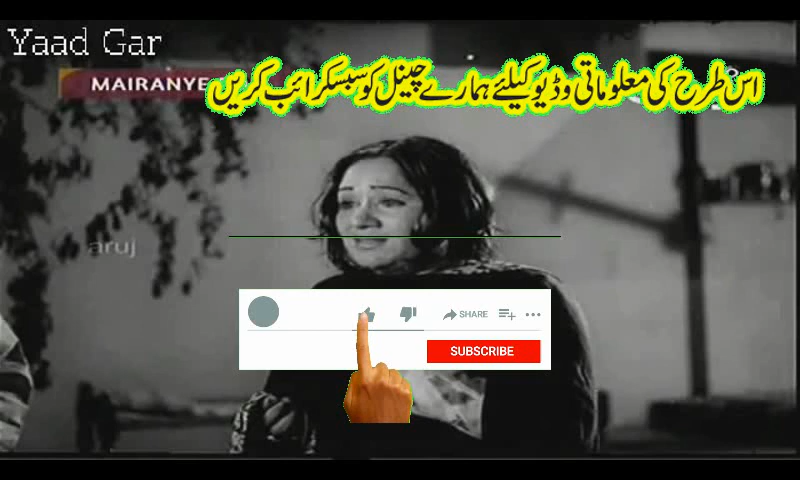 Yaad Gar
MAIRANYE
اس طرح کی معلوماتی وڈیو کیلئے ہمارے چینل کو سبسکرائب کریں
aruj
SHARE
SUBSCRIBE